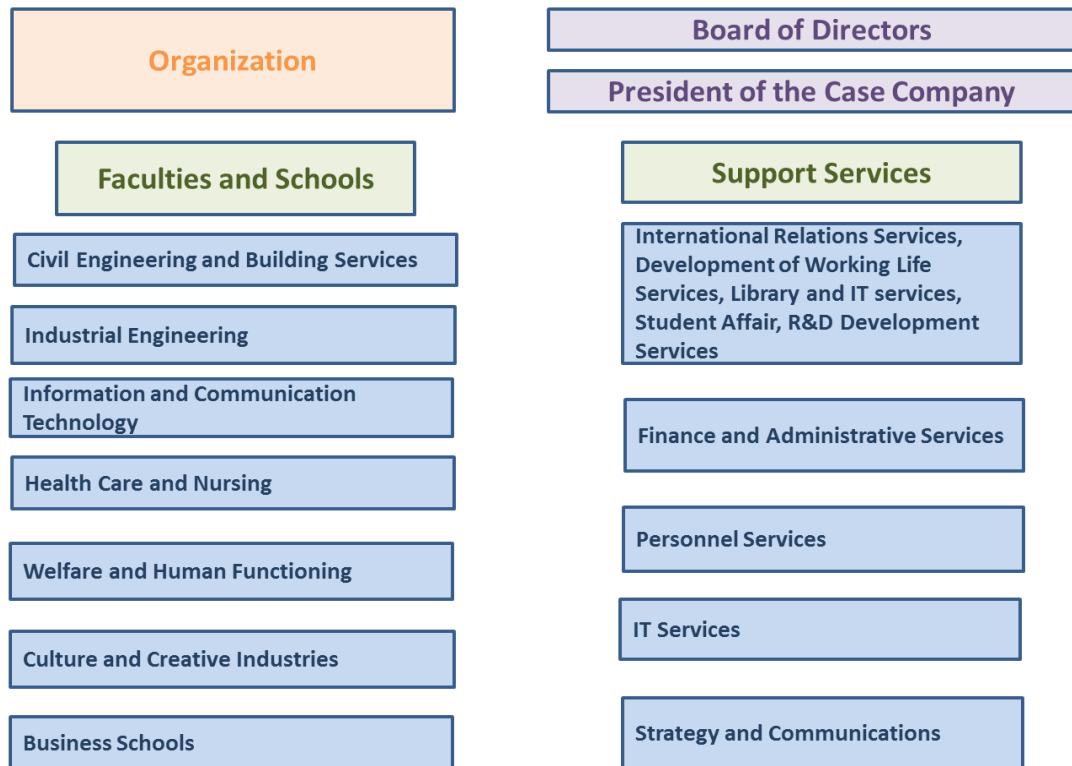 Organization
Board of Directors
President of the Case Company
Faculties and Schools
Civil Engineering and Building Services
Industrial Engineering
Information and Communication
Technology
Health Care and Nursing
Welfare and Human Functioning
Culture and Creative Industries
Business Schools
Support Services
International Relations Services,
Development of Working Life
Services, Library and IT services,
Student Affair, R&D Development
Services
Finance and Administrative Services
Personnel Services
IT Services
Strategy and Communications